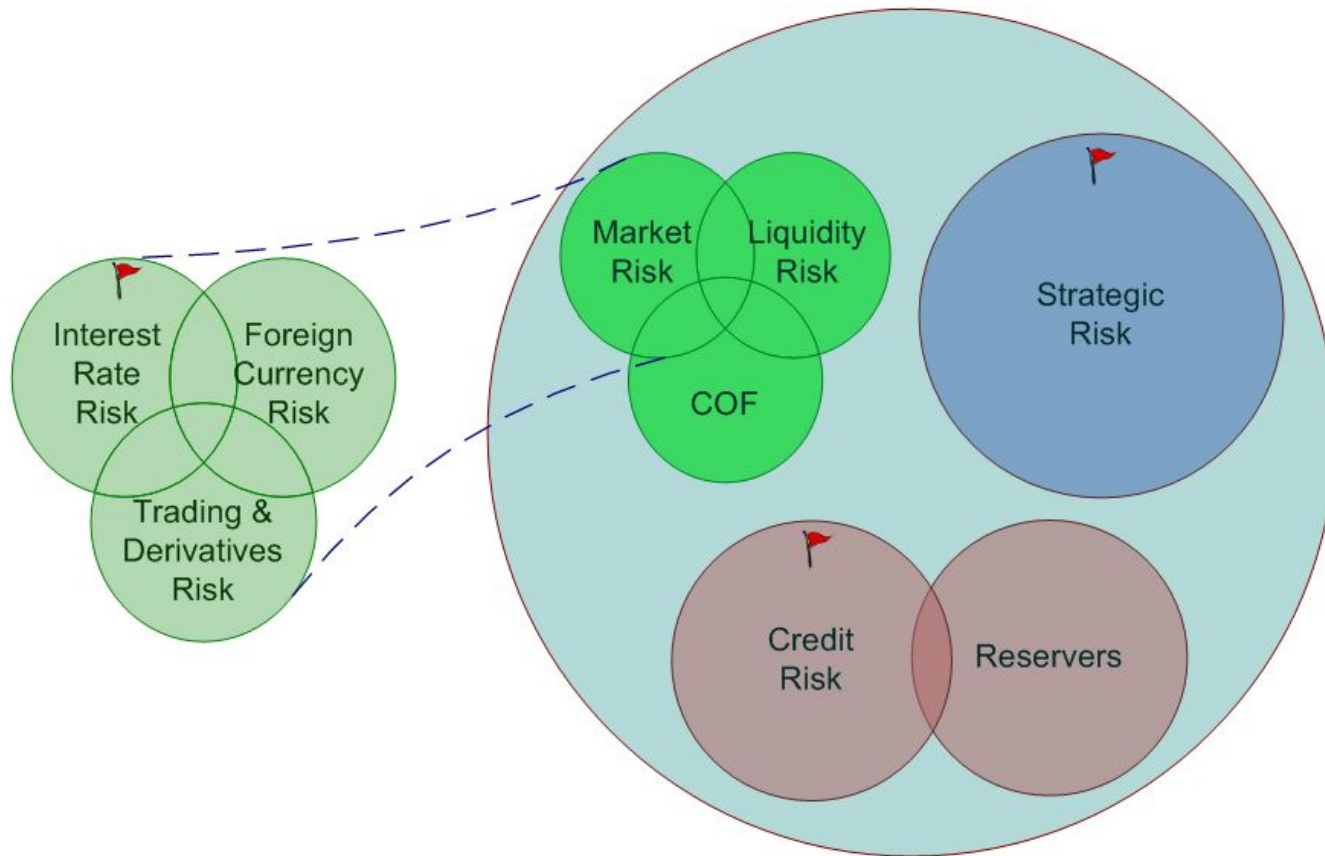 Market
Risk
Liquidity
Risk
COF
Strategic
Risk
Interest
Rate
Risk
Foreign
Currency
Risk
Trading &
Derivatives
Risk
Credit
Risk
Reservers